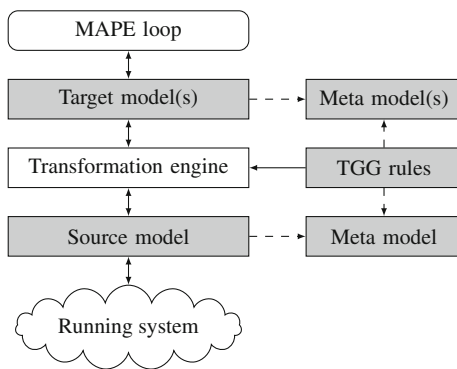 MAPE loop
Target model(s)
Meta model(s)
Transformation engine
TGG rules
Source model
Meta model
Running system